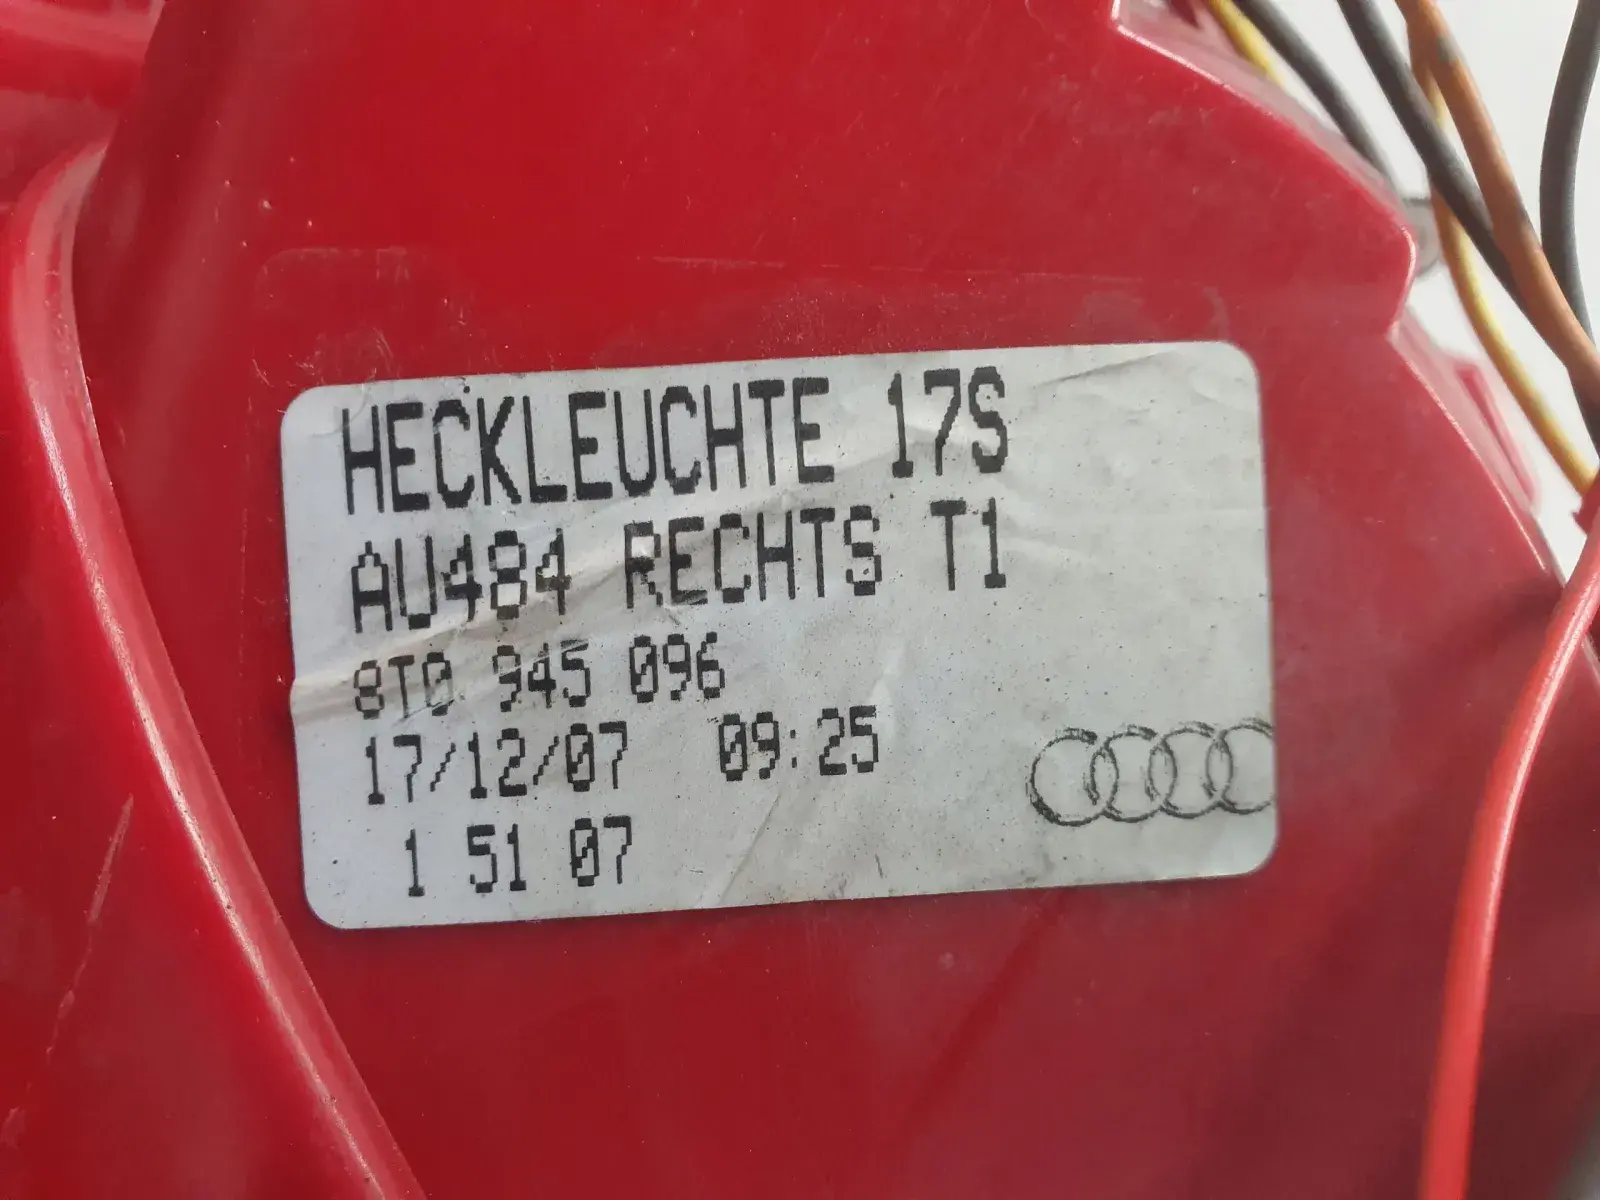 HECKLEUCHTE 17S
AU484 RECHTS T1
8T0 945 096
17/12/07 09:25
1 51 07